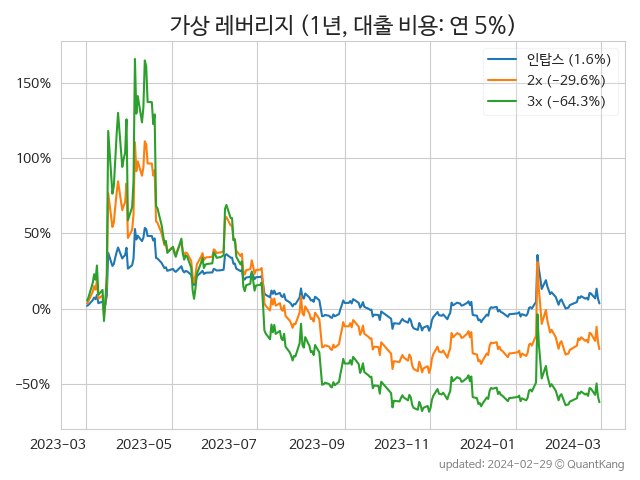 가상 레버리지 (1년, 대출 비용: 연 5%)
인탑스 (1.6%)
2x (−29.6%)
3x (−64.3%)
150%
100%
50%
0%
−50%
2023-03
2023-05
2023-07
2023-09
2023-11
2024-01
2024-03
updated: 2024-02-29 © QuantKang